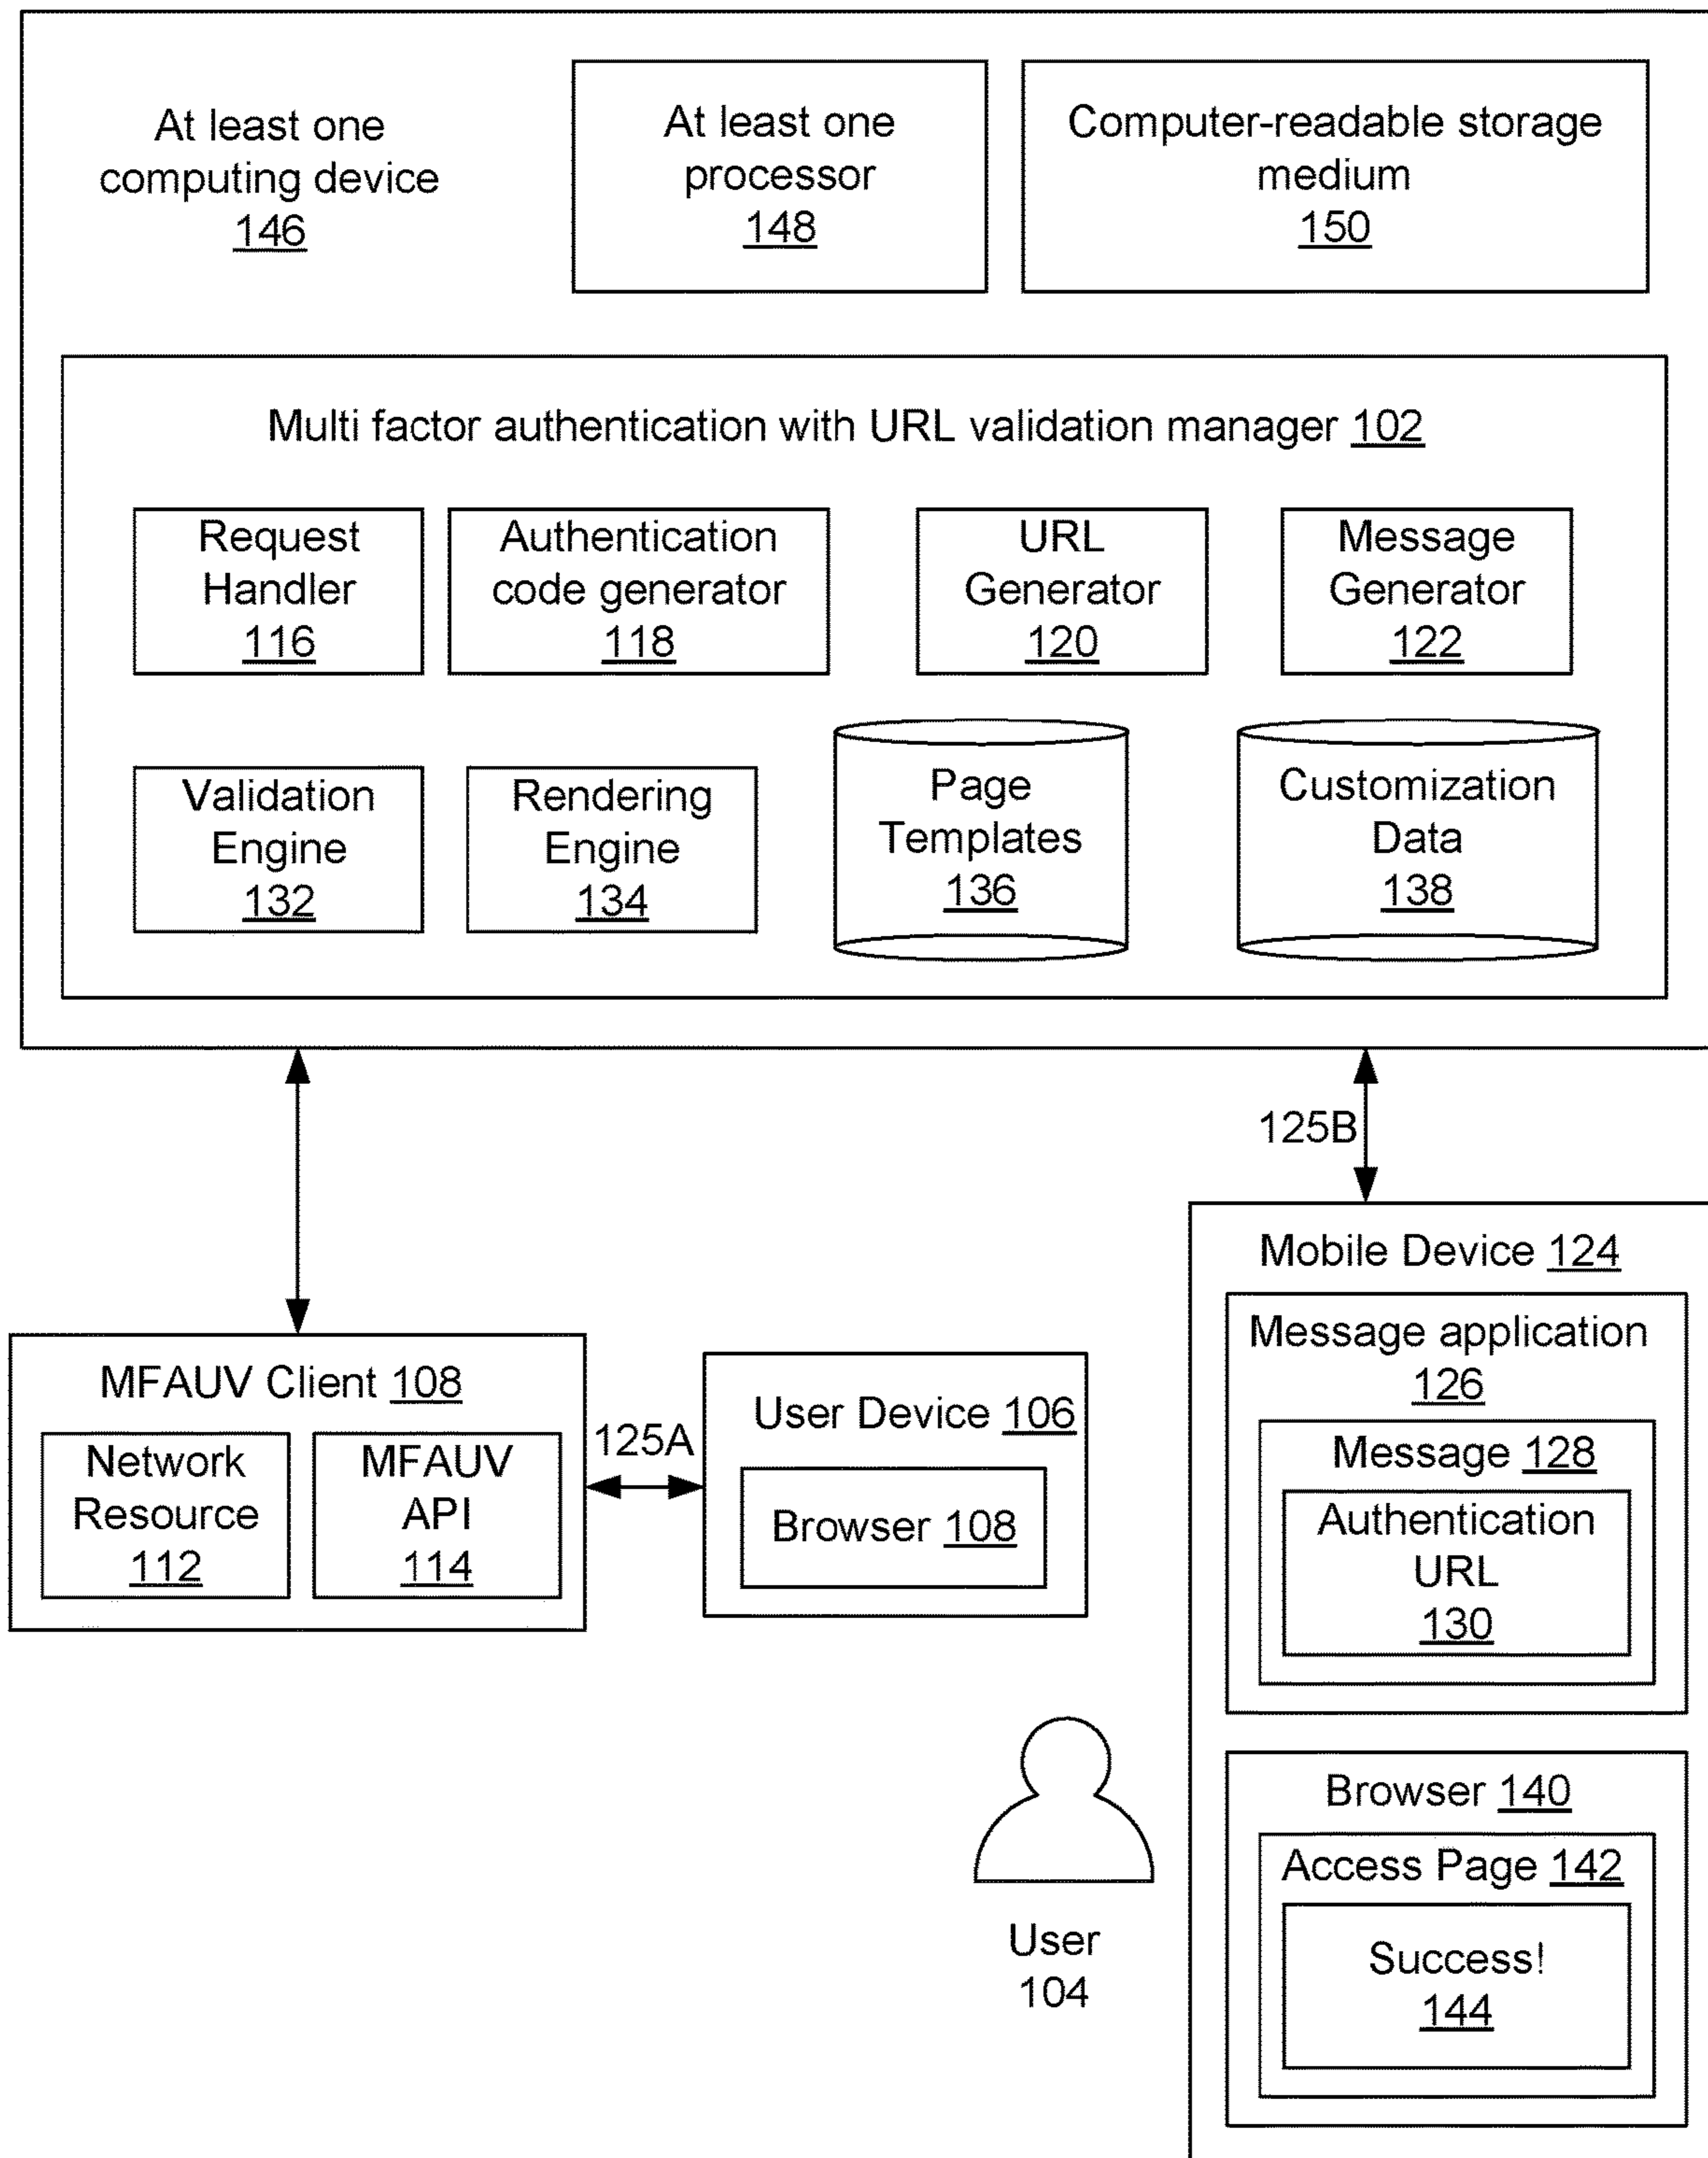 At least one
computing device
146
At least one
processor
148
Computer-readable storage
medium
150
Multi factor authentication with URL validation manager 102
Request
Handler
116
Authentication
code generator
118
URL
Generator
120
Message
Generator
122
Validation
Engine
132
Rendering
Engine
134
Page
Templates
136
Customization
Data
138
125B
MFAUV Client 108
Network
Resource
112
MFAUV
API
114
125A
User Device 106
Browser 108
Mobile Device 124
Message application
126
Message 128
Authentication
URL
130
Browser 140
Access Page 142
Success!
144
User
104